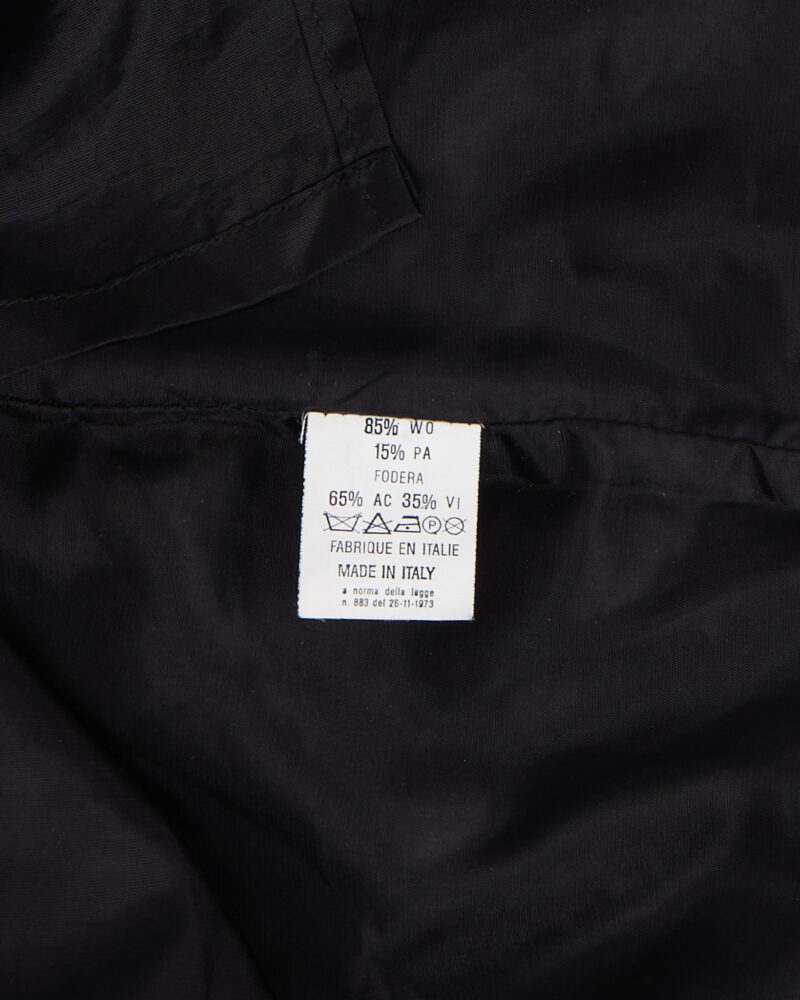 85% WO
15% PA
FODERA
65% AC 35% VI
P
FABRIQUE EN ITALIE
MADE IN ITALY
a norma della legge
n. 883 del 26-11-1973